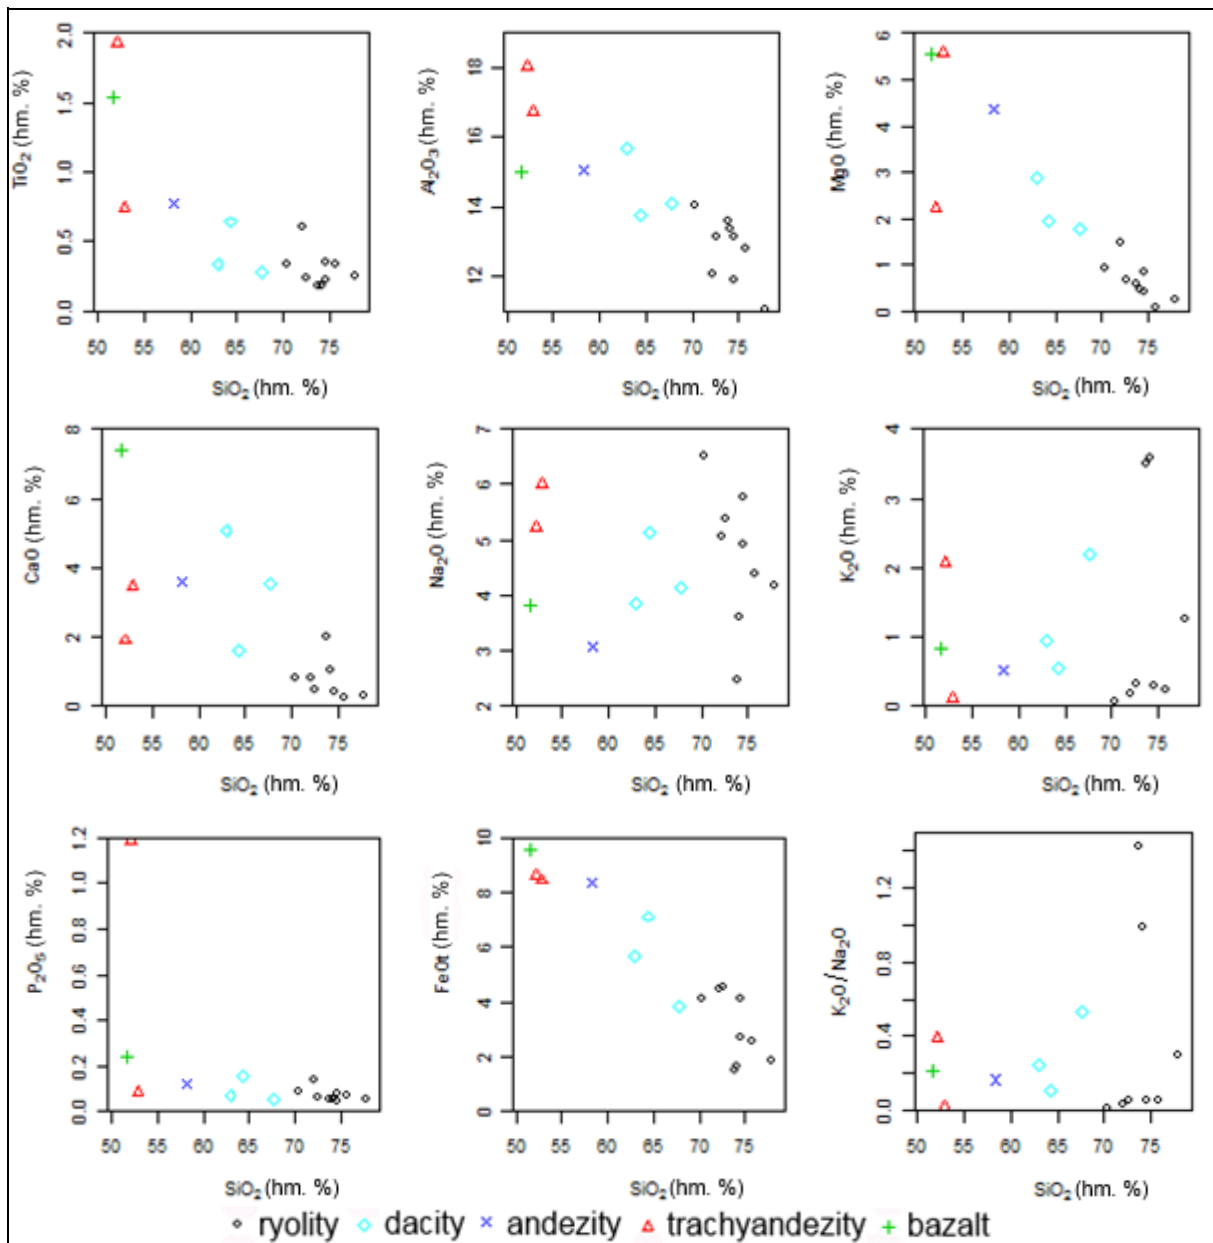 TiO2 (hm. %)
2.0
1.5
1.0
0.5
0.0
50 55 60 65 70 75
SiO2 (hm. %)
Al2O3 (hm. %)
18
16
14
12
50 55 60 65 70 75
SiO2 (hm. %)
MgO (hm. %)
6
5
4
3
2
1
0
50 55 60 65 70 75
SiO2 (hm. %)
CaO (hm. %)
8
6
4
2
0
50 55 60 65 70 75
SiO2 (hm. %)
Na2O (hm. %)
7
6
5
4
3
2
50 55 60 65 70 75
SiO2 (hm. %)
K2O (hm. %)
4
3
2
1
0
50 55 60 65 70 75
SiO2 (hm. %)
P2O5 (hm. %)
1.2
1.0
0.8
0.6
0.4
0.2
0.0
50 55 60 65 70 75
SiO2 (hm. %)
FeOt (hm. %)
10
8
6
4
2
0
50 55 60 65 70 75
SiO2 (hm. %)
K2O/Na2O
1.2
0.8
0.4
0.0
50 55 60 65 70 75
SiO2 (hm. %)
ryolity dacity andezity trachyandezity bazalt